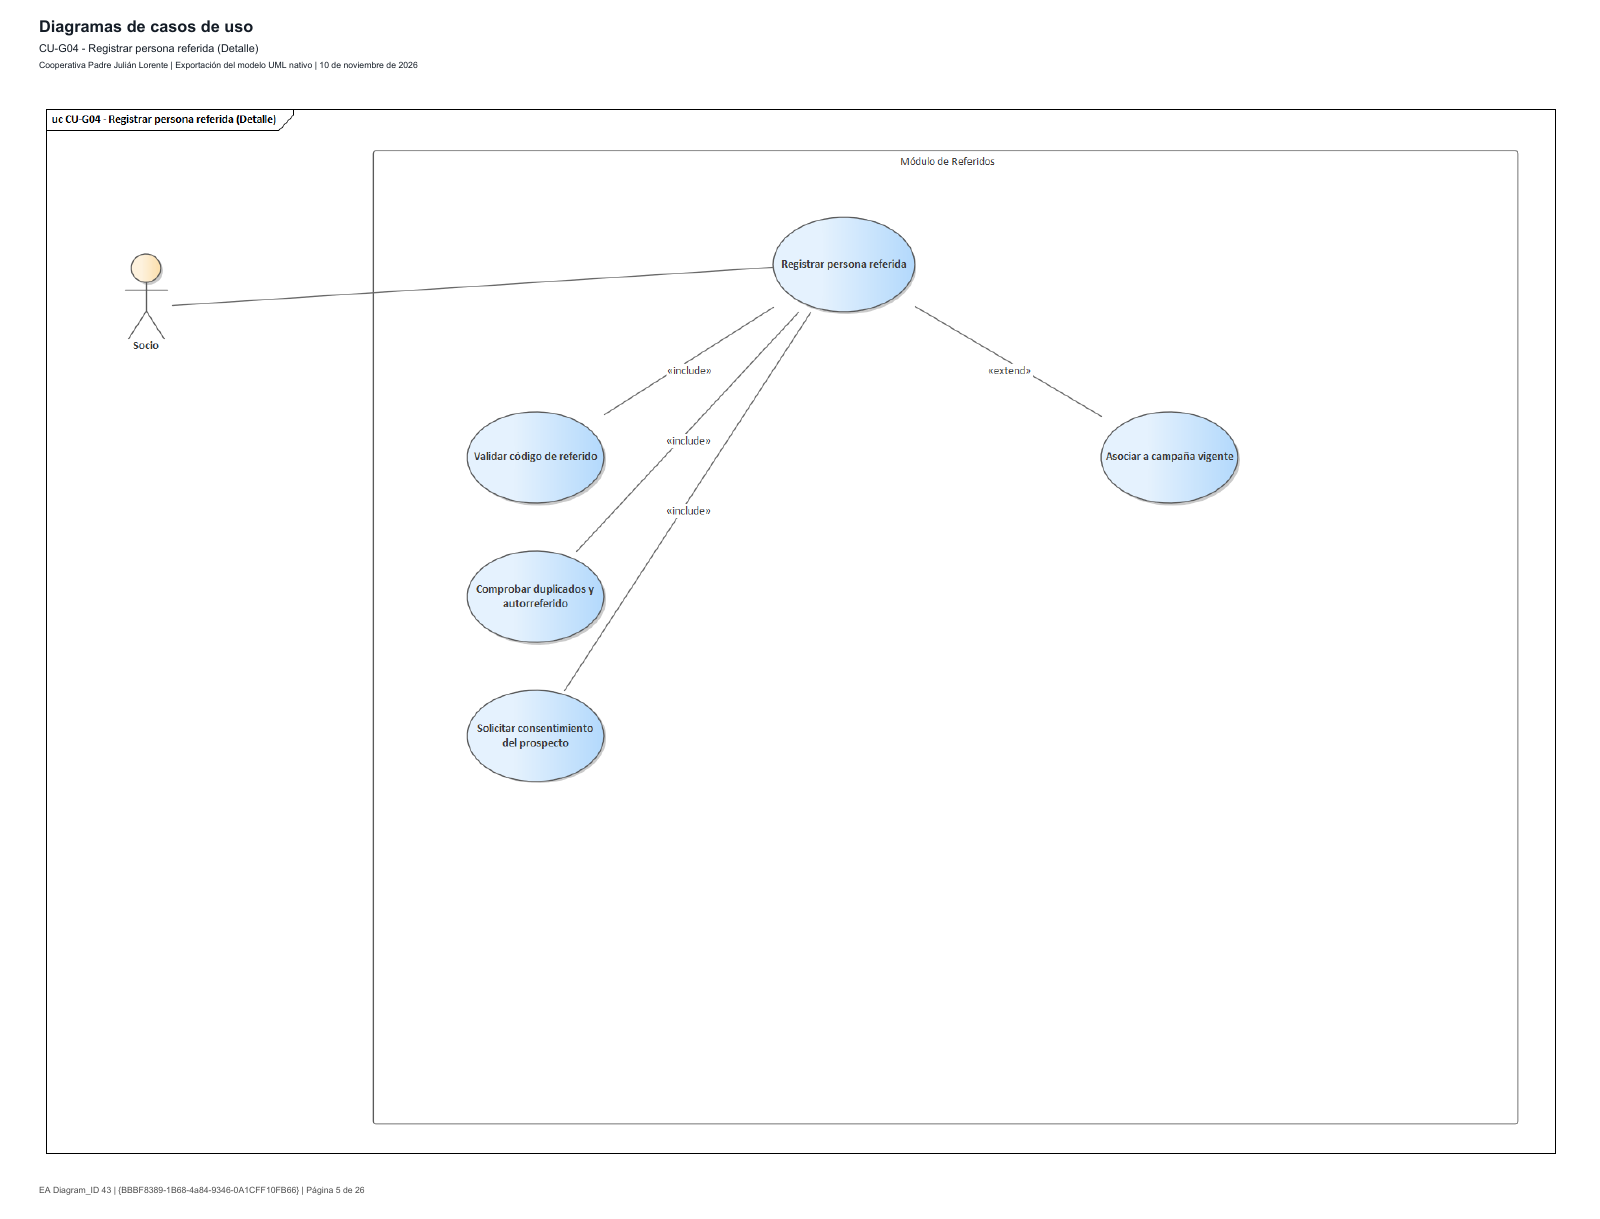 Diagramas de casos de uso
CU-G04 - Registrar persona referida (Detalle)
Cooperativa Padre Julián Lorente | Exportación del modelo UML nativo | 10 de noviembre de 2026
uc CU-G04 - Registrar persona referida (Detalle)
Módulo de Referidos
Registrar persona referida
Socio
«include»
«extend»
«include»
Validar código de referido
Asociar a campaña vigente
«include»
Comprobar duplicados y
autorreferido
Solicitar consentimiento
del prospecto
EA Diagram_ID 43 | {BBBF8389-1B68-4a84-9346-0A1CFF10FB66} | Página 5 de 26